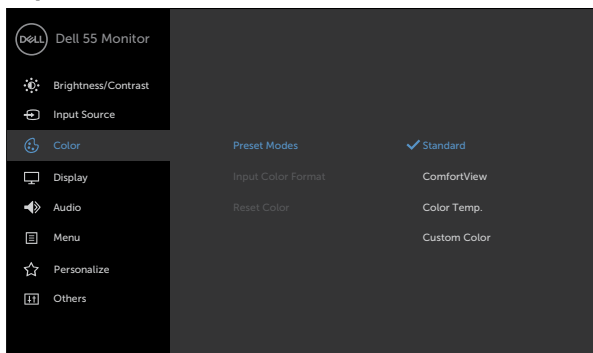 DELL Dell 55 Monitor
Brightness/Contrast
Input Source
Color Preset Modes Standard
Display Input Color Format ComfortView
Audio Reset Color Color Temp.
Menu Custom Color
Personalize
Others